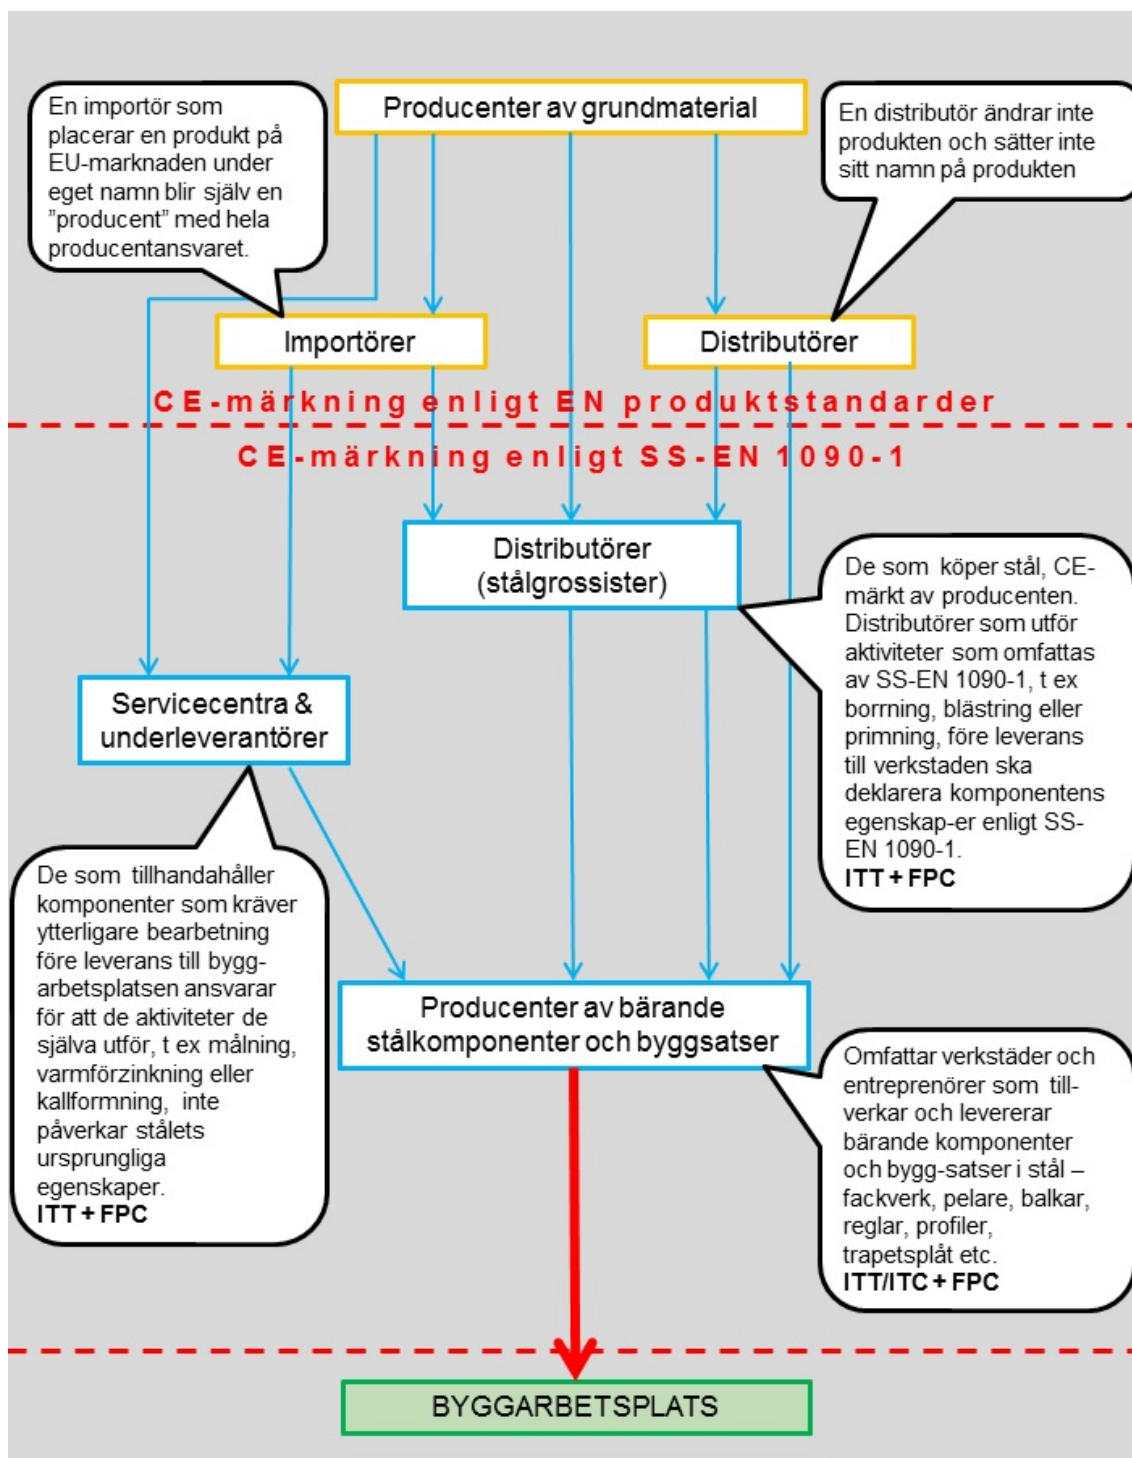 Producenter av grundmaterial
En importör som
placerar en produkt på
EU-marknaden under
eget namn blir själv en
”producent” med hela
producentansvaret.
En distributör ändrar inte
produkten och sätter inte
sitt namn på produkten
Importörer
Distributörer
CE-märkning enligt EN produktstandarder
CE-märkning enligt SS-EN 1090-1
Distributörer
(stålgrossister)
De som köper stål, CE-
märkt av producenten.
Distributörer som utför
aktiviteter som omfattas
av SS-EN 1090-1, t ex
borrning, blästring eller
primning, före leverans
till verkstaden ska
deklarera komponentens
egenskap-er enligt SS-
EN 1090-1.
ITT + FPC
Servicecentra &
underleverantörer
De som tillhandahåller
komponenter som kräver
ytterligare bearbetning
före leverans till bygg-
arbetsplatsen ansvarar
för att de aktiviteter de
själva utför, t ex målning,
varmförzinkning eller
kallformning, inte
påverkar stålets
ursprungliga
egenskaper.
ITT + FPC
Producenter av bärande
stålkomponenter och byggsatser
Omfattar verkstäder och
entreprenörer som till-
verkar och levererar
bärande komponenter
och bygg-satser i stål –
fackverk, pelare, balkar,
reglar, profiler,
trapetsplåt etc.
ITT/ITC + FPC
BYGGARBETSPLATS